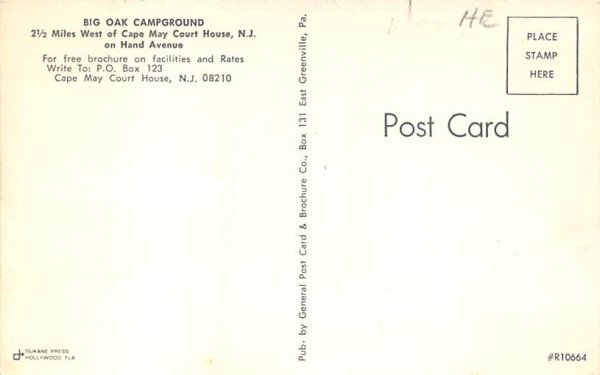 BIG OAK CAMPGROUND
2½ Miles West of Cape May Court House, N.J.
on Hand Avenue
For free brochure on facilities and Rates
Write To: P.O. Box 123
Cape May Court House, N.J. 08210
DUKANE PRESS
HOLLYWOOD, FLA.
Pub. by General Post Card & Brochure Co., Box 131 East Greenville, Pa.
HE
PLACE
STAMP
HERE
Post Card
#R10664